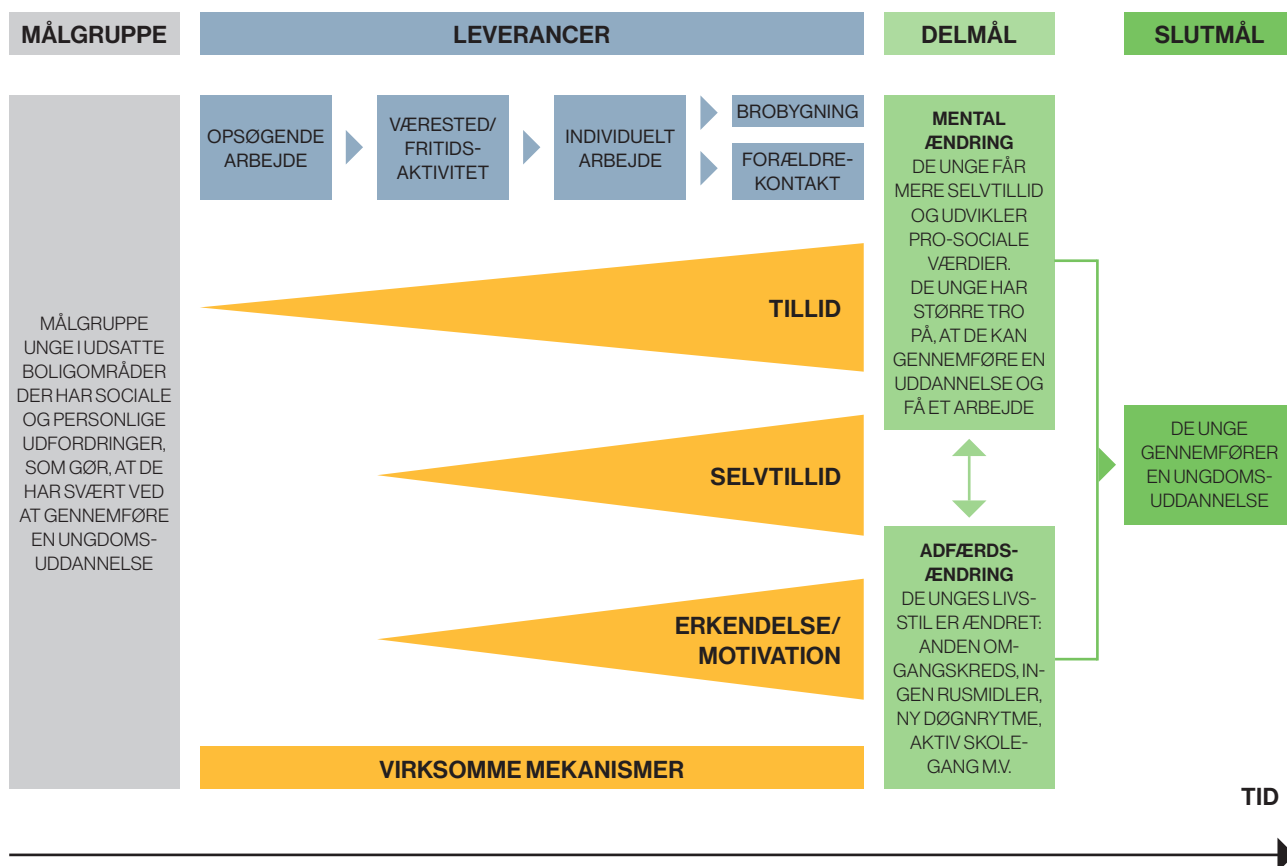 MÅLGRUPPE
LEVERANCER
DELMÅL
SLUTMÅL
MÅLGRUPPE
UNGE I UDSATTE
BOLIGOMRÅDER
DER HAR SOCIALE
OG PERSONLIGE
UDFORDRINGER,
SOM GØR, AT DE
HAR SVÆRT VED
AT GENNEMFØRE
EN UNGDOMS-
UDDANNELSE
OPSØGENDE
ARBEJDE
VÆRESTED/
FRITIDS-
AKTIVITET
INDIVIDUELT
ARBEJDE
BROBYGNING
FORÆLDRE-
KONTAKT
TILLID
SELVTILLID
ERKENDELSE/
MOTIVATION
VIRKSOMME MEKANISMER
MENTAL
ÆNDRING
DE UNGE FÅR
MERE SELVTILLID
OG UDVIKLER
PRO-SOCIALE
VÆRDIER.
DE UNGE HAR
STØRRE TRO
PÅ, AT DE KAN
GENNEMFØRE EN
UDDANNELSE OG
FÅ ET ARBEJDE
ADFÆRDS-
ÆNDRING
DE UNGES LIVS-
STIL ER ÆNDRET:
ANDEN OM-
GANGSKREDS, IN-
GEN RUSMIDLER,
NY DØGNRYTME,
AKTIV SKOLE-
GANG M.V.
DE UNGE
GENNEMFØRER
EN UNGDOMS-
UDDANNELSE
TID